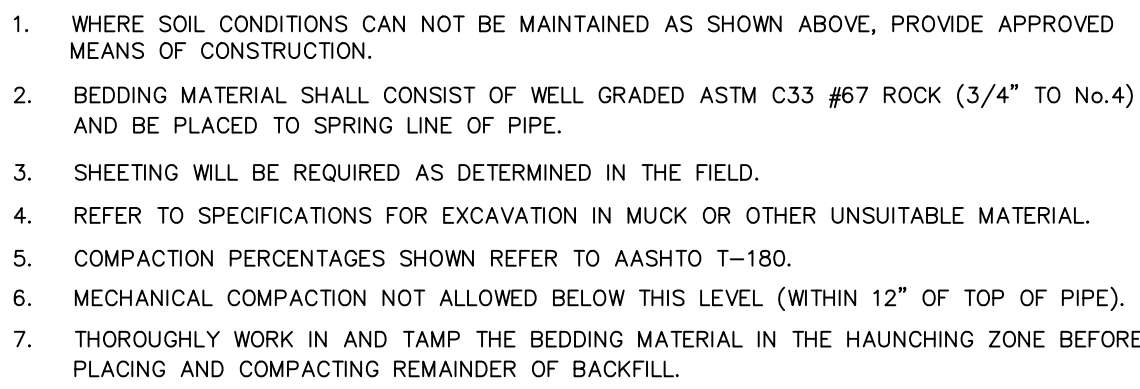 1. WHERE SOIL CONDITIONS CAN NOT BE MAINTAINED AS SHOWN ABOVE, PROVIDE APPROVED
MEANS OF CONSTRUCTION.
2. BEDDING MATERIAL SHALL CONSIST OF WELL GRADED ASTM C33 #67 ROCK (3/4" TO No.4)
AND BE PLACED TO SPRING LINE OF PIPE.
3. SHEETING WILL BE REQUIRED AS DETERMINED IN THE FIELD.
4. REFER TO SPECIFICATIONS FOR EXCAVATION IN MUCK OR OTHER UNSUITABLE MATERIAL.
5. COMPACTION PERCENTAGES SHOWN REFER TO AASHTO T–180.
6. MECHANICAL COMPACTION NOT ALLOWED BELOW THIS LEVEL (WITHIN 12" OF TOP OF PIPE).
7. THOROUGHLY WORK IN AND TAMP THE BEDDING MATERIAL IN THE HAUNCHING ZONE BEFORE
PLACING AND COMPACTING REMAINDER OF BACKFILL.